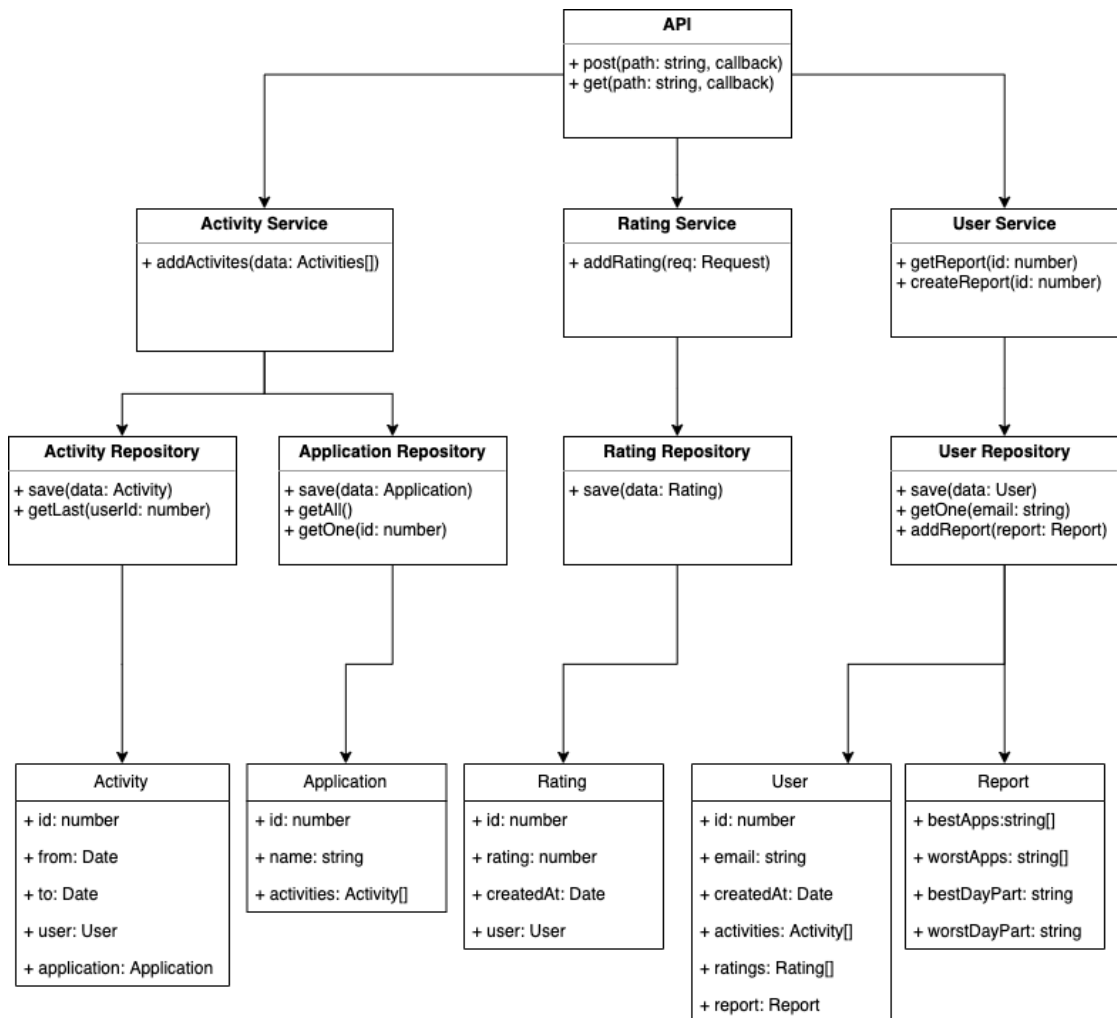 API
+ post(path: string, callback)
+ get(path: string, callback)
Activity Service
+ addActivites(data: Activities[])
Rating Service
+ addRating(req: Request)
User Service
+ getReport(id: number)
+ createReport(id: number)
Activity Repository
+ save(data: Activity)
+ getLast(userId: number)
Application Repository
+ save(data: Application)
+ getAll()
+ getOne(id: number)
Rating Repository
+ save(data: Rating)
User Repository
+ save(data: User)
+ getOne(email: string)
+ addReport(report: Report)
Activity
+ id: number
+ from: Date
+ to: Date
+ user: User
+ application: Application
Application
+ id: number
+ name: string
+ activities: Activity[]
Rating
+ id: number
+ rating: number
+ createdAt: Date
+ user: User
User
+ id: number
+ email: string
+ createdAt: Date
+ activities: Activity[]
+ ratings: Rating[]
+ report: Report
Report
+ bestApps:string[]
+ worstApps: string[]
+ bestDayPart: string
+ worstDayPart: string